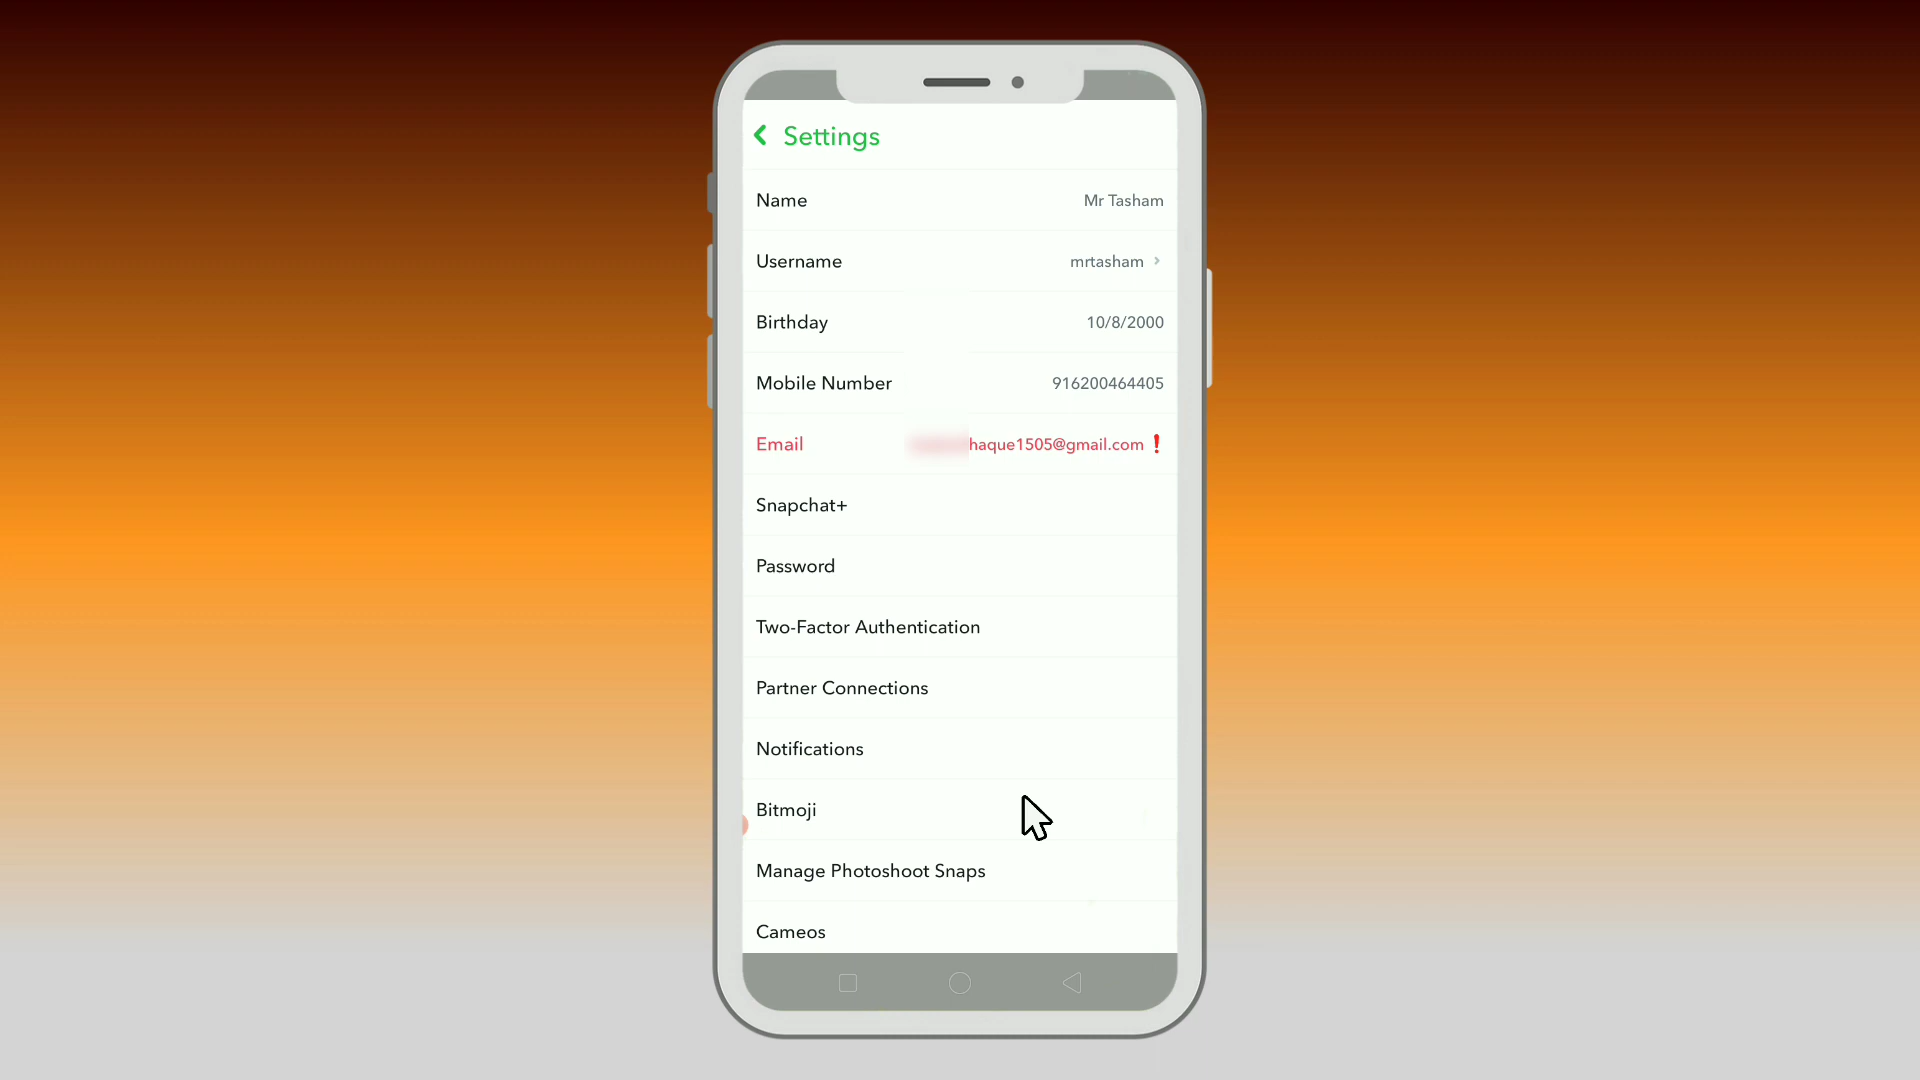 Settings
Name Mr Tasham
Username mrtasham
Birthday 10/8/2000
Mobile Number 916200464405
Email haque1505@gmail.com
Snapchat+
Password
Two-Factor Authentication
Partner Connections
Notifications
Bitmoji
Manage Photoshoot Snaps
Cameos